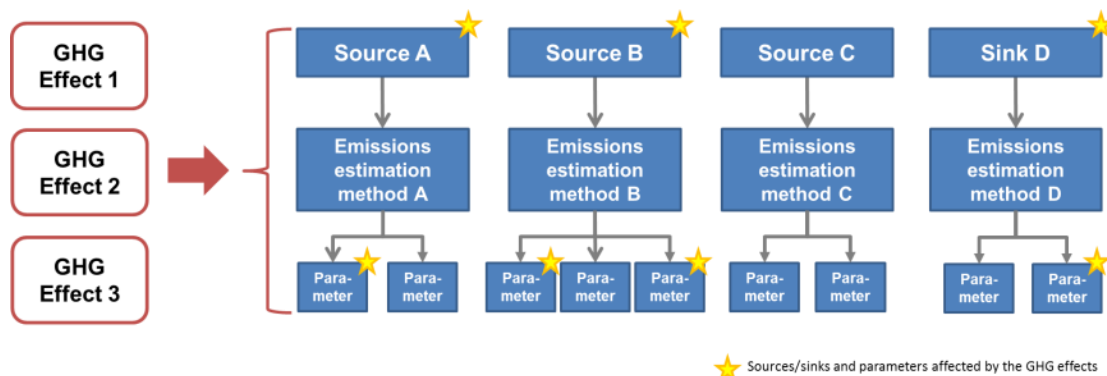 GHG
Effect 1
GHG
Effect 2
GHG
Effect 3
Source A
Source B
Source C
Sink D
Emissions
estimation
method A
Emissions
estimation
method B
Emissions
estimation
method C
Emissions
estimation
method D
Para-
meter
Para-
meter
Para-
meter
Para-
meter
Para-
meter
Para-
meter
Para-
meter
Para-
meter
Para-
meter
Sources/sinks and parameters affected by the GHG effects